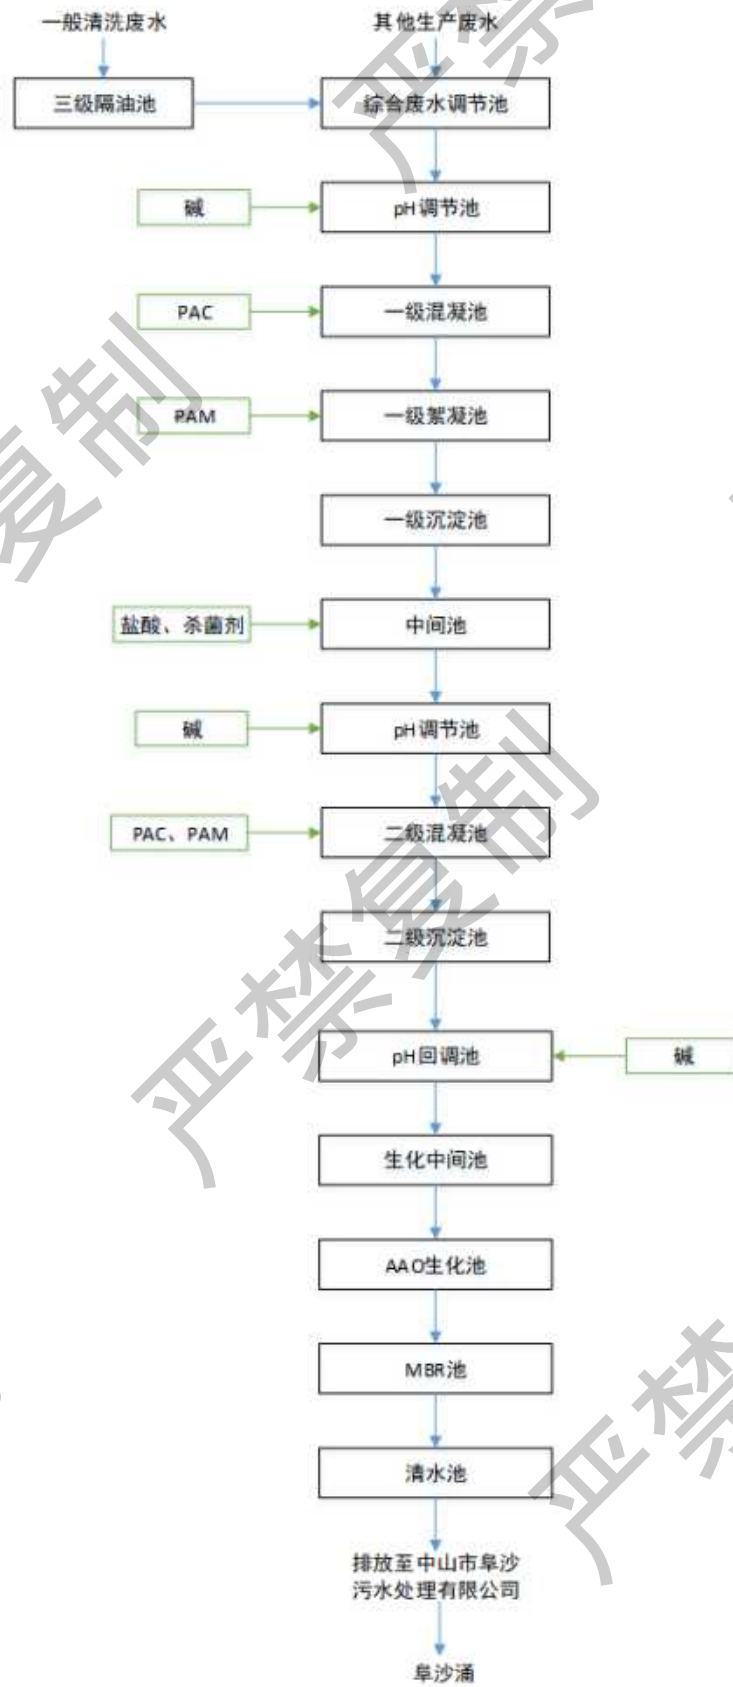 一般清洗废水
其他生产废水
三级隔油池
综合废水调节池
碱
pH调节池
PAC
一级混凝池
PAM
一级絮凝池
一级沉淀池
盐酸、杀菌剂
中间池
碱
pH调节池
PAC、PAM
二级混凝池
二级沉淀池
pH回调池
碱
生化中间池
AAO生化池
MBR池
清水池
排放至中山市阜沙
污水处理有限公司
阜沙涌
严禁
复制
严禁复制
严禁